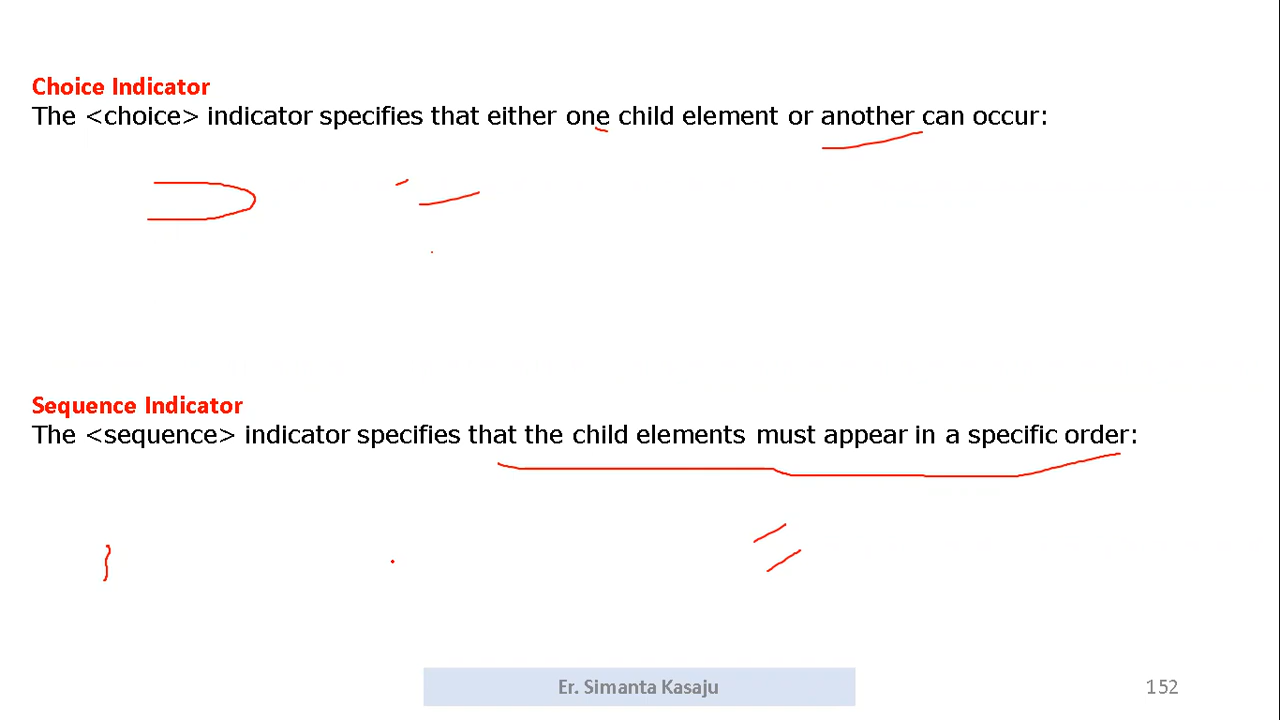 Choice Indicator
The <choice> indicator specifies that either one child element or another can occur:
Sequence Indicator
The <sequence> indicator specifies that the child elements must appear in a specific order:
Er. Simanta Kasaju
152